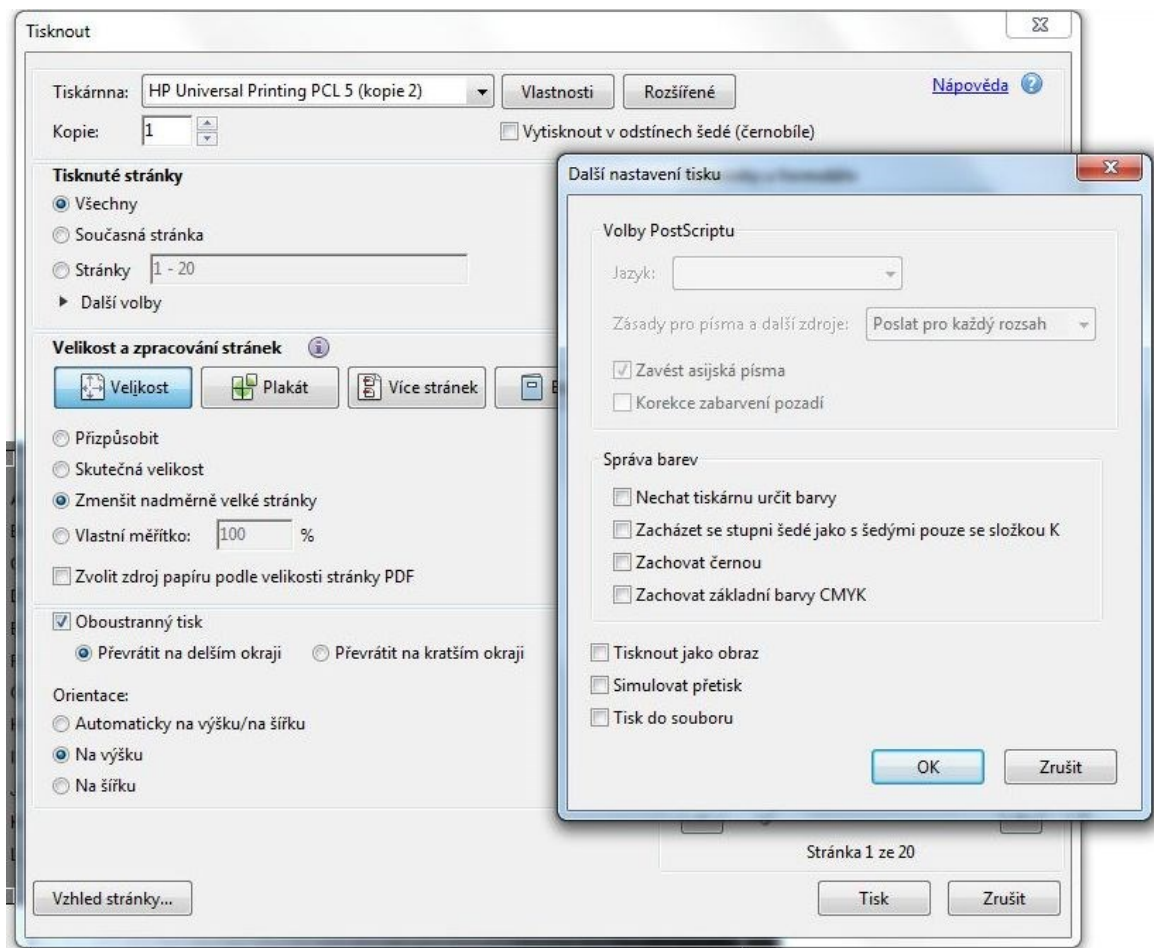 Tisknout
Tiskárnna: HP Universal Printing PCL 5 (kopie 2) Vlastnosti Rozšířené Nápověda
Kopie: 1 Vytisknout v odstínech šedé (černobíle)
Tisknuté stránky
Všechny
Současná stránka
Stránky 1 - 20
Další volby
Velikost a zpracování stránek
Velikost Plakát Více stránek
Přizpůsobit
Skutečná velikost
Zmenšit nadměrně velké stránky
Vlastní měřítko: 100 %
Zvolit zdroj papíru podle velikosti stránky PDF
Oboustranný tisk
Převrátit na delším okraji Převrátit na kratším okraji
Orientace:
Automaticky na výšku/na šířku
Na výšku
Na šířku
Další nastavení tisku
Volby PostScriptu
Jazyk:
Zásady pro písma a další zdroje: Poslat pro každý rozsah
Zavést asijská písma
Korekce zabarvení pozadí
Správa barev
Nechat tiskárnu určit barvy
Zacházet se stupni šedé jako s šedými pouze se složkou K
Zachovat černou
Zachovat základní barvy CMYK
Tisknout jako obraz
Simulovat přetisk
Tisk do souboru
OK Zrušit
Stránka 1 ze 20
Vzhled stránky... Tisk Zrušit